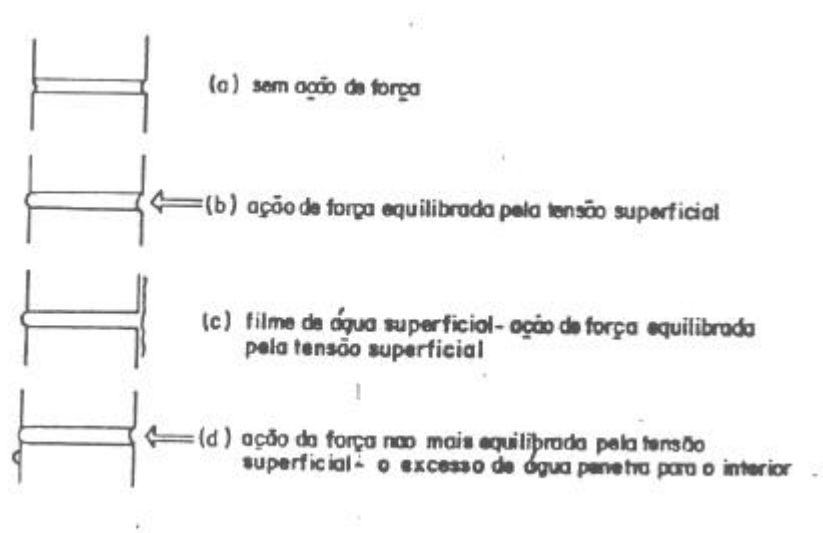 (a) sem ação de força
(b) ação de força equilibrada pela tensão superficial
(c) filme de água superficial- ação de força equilibrada
pela tensão superficial
(d) ação da força nao mais equilibrada pela tensão
superficial- o excesso de água penetra para o interior